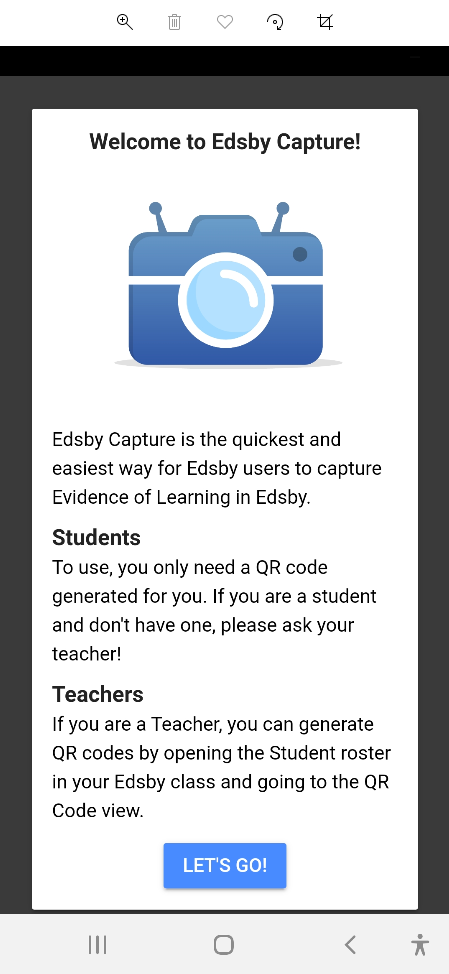 Welcome to Edsby Capture!
Edsby Capture is the quickest and
easiest way for Edsby users to capture
Evidence of Learning in Edsby.
Students
To use, you only need a QR code
generated for you. If you are a student
and don't have one, please ask your
teacher!
Teachers
If you are a Teacher, you can generate
QR codes by opening the Student roster
in your Edsby class and going to the QR
Code view.
LET'S GO!